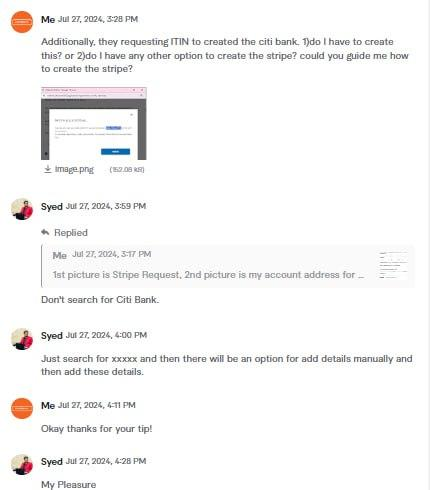 Me Jul 27, 2024, 3:28 PM
Additionally, they requesting ITIN to created the citi bank. 1)do I have to create
this? or 2)do I have any other option to create the stripe? could you guide me how
to create the stripe?
image.png (152.08 kB)
Syed Jul 27, 2024, 3:59 PM
Replied
Me Jul 27, 2024, 3:17 PM
1st picture is Stripe Request, 2nd picture is my account address for ...
Don't search for Citi Bank.
Syed Jul 27, 2024, 4:00 PM
Just search for xxxxx and then there will be an option for add details manually and
then add these details.
Me Jul 27, 2024, 4:11 PM
Okay thanks for your tip!
Syed Jul 27, 2024, 4:28 PM
My Pleasure